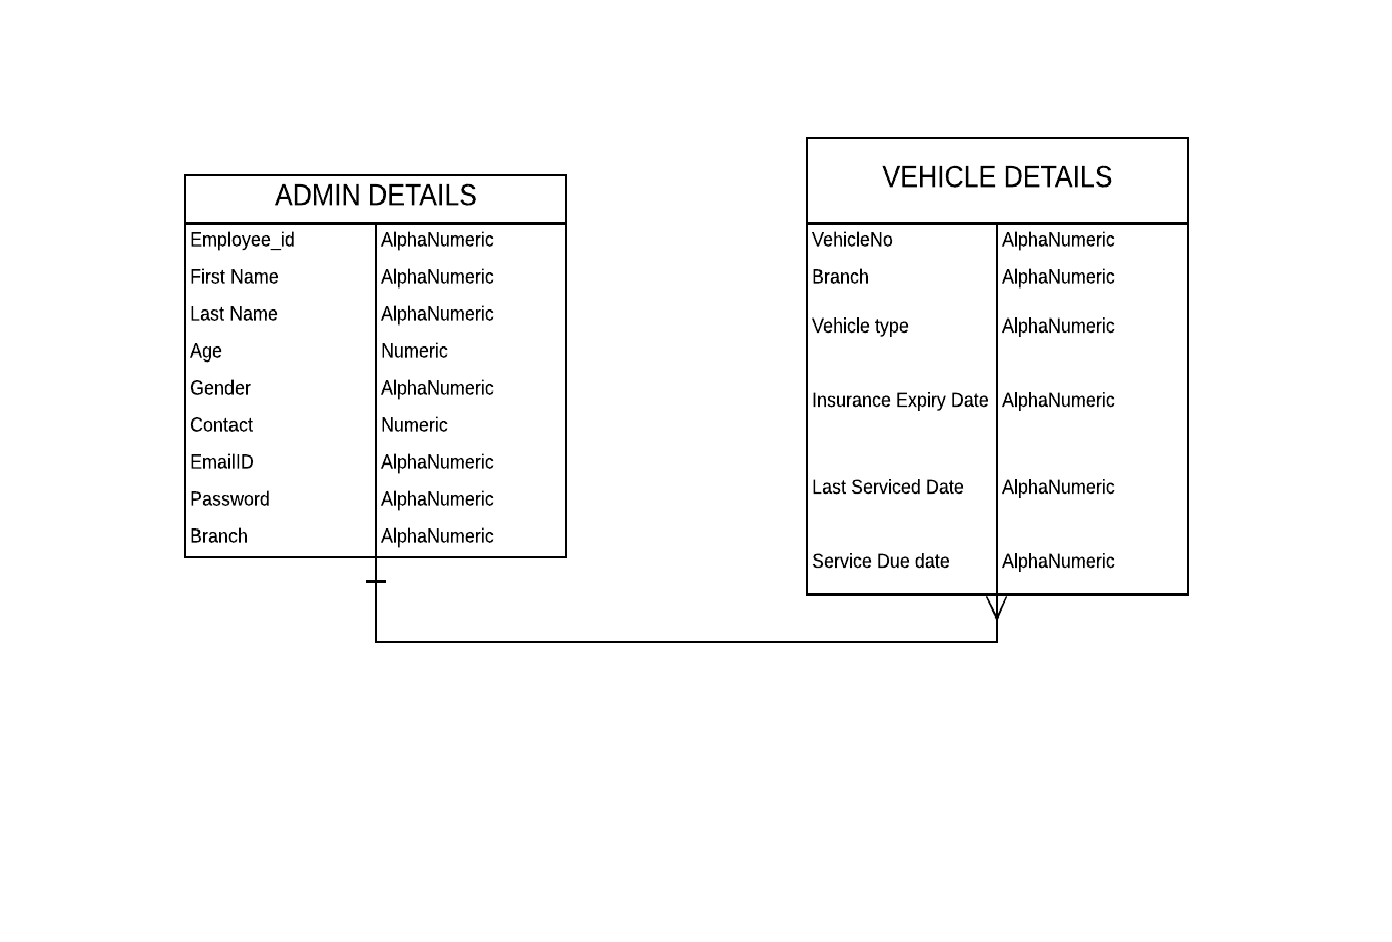 ADMIN DETAILS
Employee_id AlphaNumeric
First Name AlphaNumeric
Last Name AlphaNumeric
Age Numeric
Gender AlphaNumeric
Contact Numeric
EmailID AlphaNumeric
Password AlphaNumeric
Branch AlphaNumeric
VEHICLE DETAILS
VehicleNo AlphaNumeric
Branch AlphaNumeric
Vehicle type AlphaNumeric
Insurance Expiry Date AlphaNumeric
Last Serviced Date AlphaNumeric
Service Due date AlphaNumeric